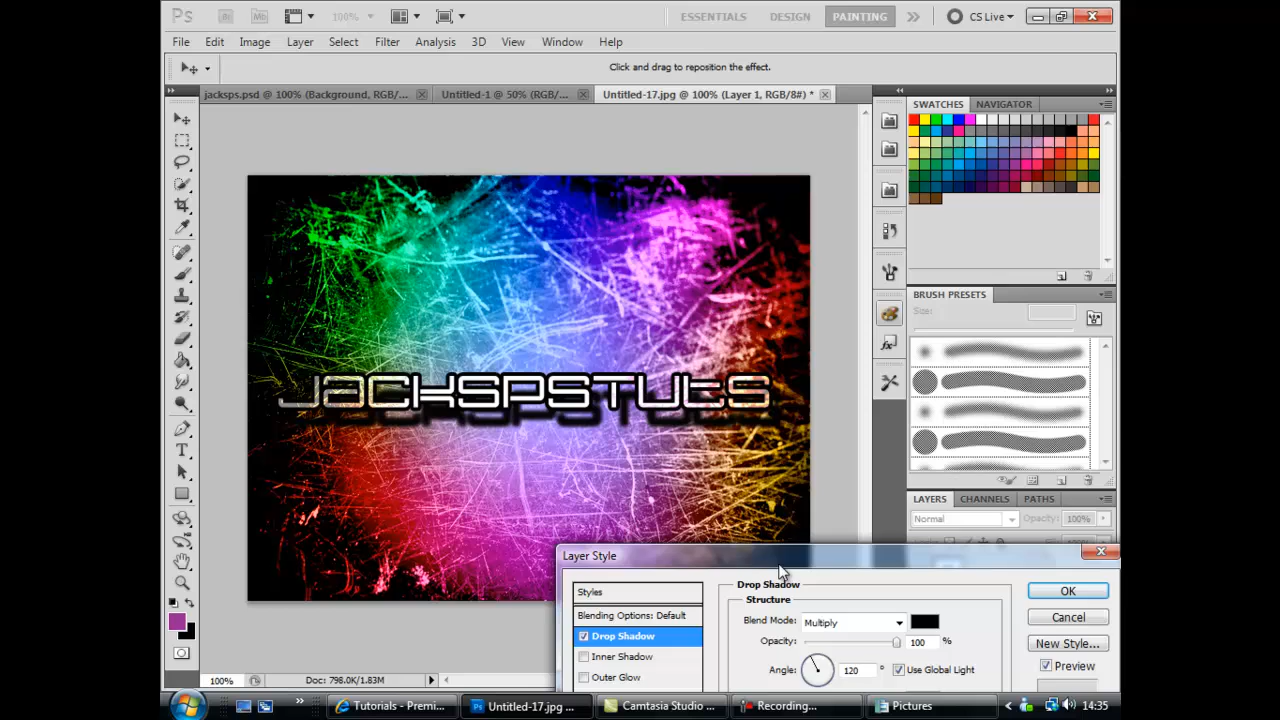 Ps Br Mb 100% ESSENTIALS DESIGN PAINTING CS Live
File Edit Image Layer Select Filter Analysis 3D View Window Help
Click and drag to reposition the effect.
jacksps.psd @ 100% (Background, RGB/... Untitled-1 @ 50% (RGB/... Untitled-17.jpg @ 100% (Layer 1, RGB/8#) *
SWATCHES NAVIGATOR
BRUSH PRESETS
Size:
JackSPSTuts
LAYERS CHANNELS PATHS
Normal Opacity: 100%
Layer Style
Styles
Blending Options: Default
Drop Shadow
Inner Shadow
Outer Glow
Drop Shadow
Structure
Blend Mode: Multiply
Opacity: 100 %
Angle: 120 ° Use Global Light
OK
Cancel
New Style...
Preview
100% Doc: 798.0K/1.83M
Tutorials - Premi... Untitled-17.jpg ... Camtasia Studio ... Recording... Pictures 14:35